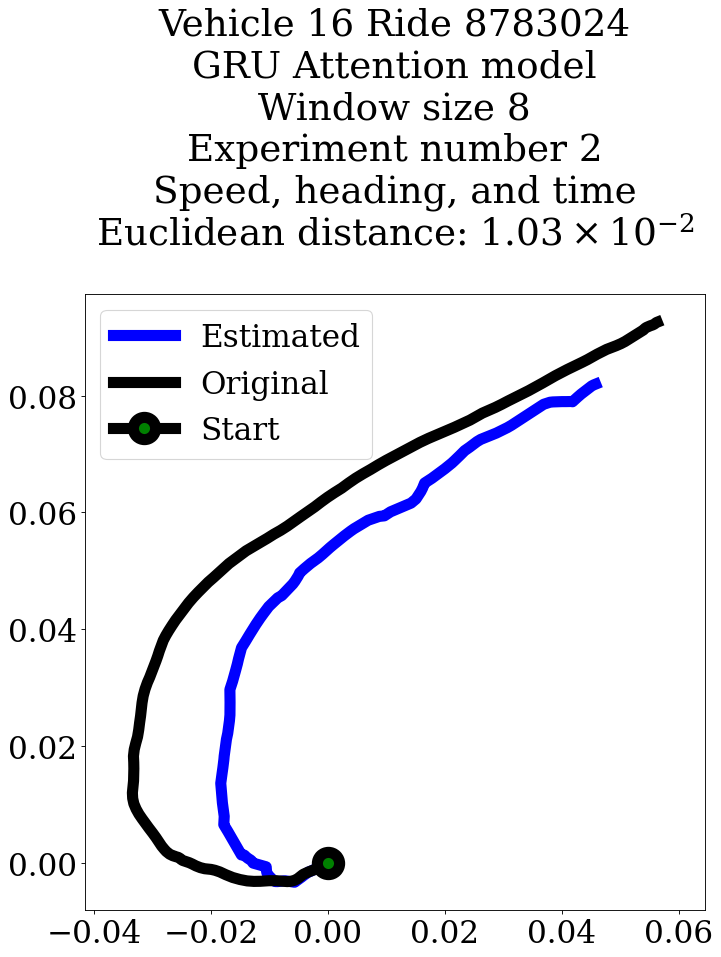 Vehicle 16 Ride 8783024
GRU Attention model
Window size 8
Experiment number 2
Speed, heading, and time
Euclidean distance: 1.03 × 10⁻²
Estimated
Original
Start
0.08
0.06
0.04
0.02
0.00
−0.04 −0.02 0.00 0.02 0.04 0.06